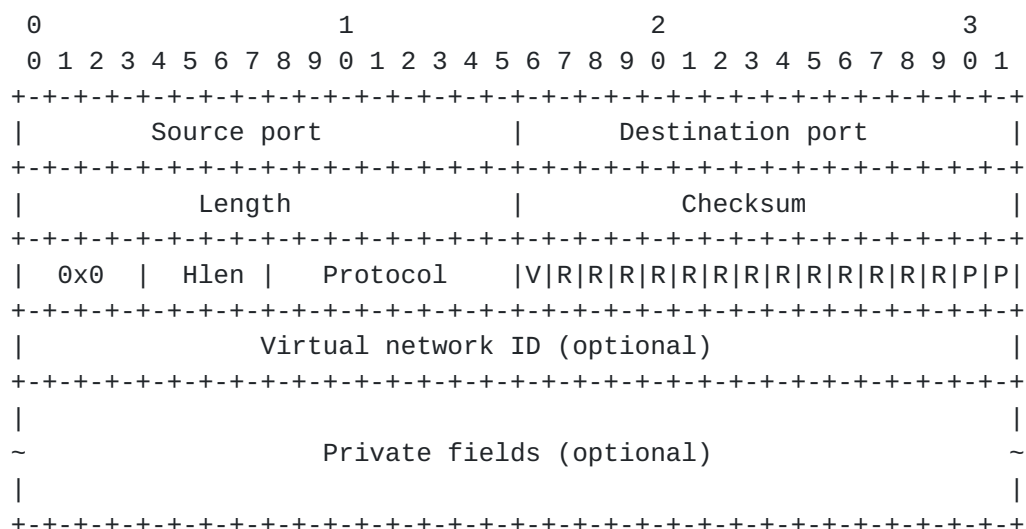 0                   1                   2                   3
 0 1 2 3 4 5 6 7 8 9 0 1 2 3 4 5 6 7 8 9 0 1 2 3 4 5 6 7 8 9 0 1
+-+-+-+-+-+-+-+-+-+-+-+-+-+-+-+-+-+-+-+-+-+-+-+-+-+-+-+-+-+-+-+-+
|        Source port            |      Destination port         |
+-+-+-+-+-+-+-+-+-+-+-+-+-+-+-+-+-+-+-+-+-+-+-+-+-+-+-+-+-+-+-+-+
|           Length              |          Checksum             |
+-+-+-+-+-+-+-+-+-+-+-+-+-+-+-+-+-+-+-+-+-+-+-+-+-+-+-+-+-+-+-+-+
|  0x0  |  Hlen |   Protocol    |V|R|R|R|R|R|R|R|R|R|R|R|R|R|P|P|
+-+-+-+-+-+-+-+-+-+-+-+-+-+-+-+-+-+-+-+-+-+-+-+-+-+-+-+-+-+-+-+-+
|               Virtual network ID (optional)                   |
+-+-+-+-+-+-+-+-+-+-+-+-+-+-+-+-+-+-+-+-+-+-+-+-+-+-+-+-+-+-+-+-+
|                                                               |
~                   Private fields (optional)                   ~
|                                                               |
+-+-+-+-+-+-+-+-+-+-+-+-+-+-+-+-+-+-+-+-+-+-+-+-+-+-+-+-+-+-+-+-+